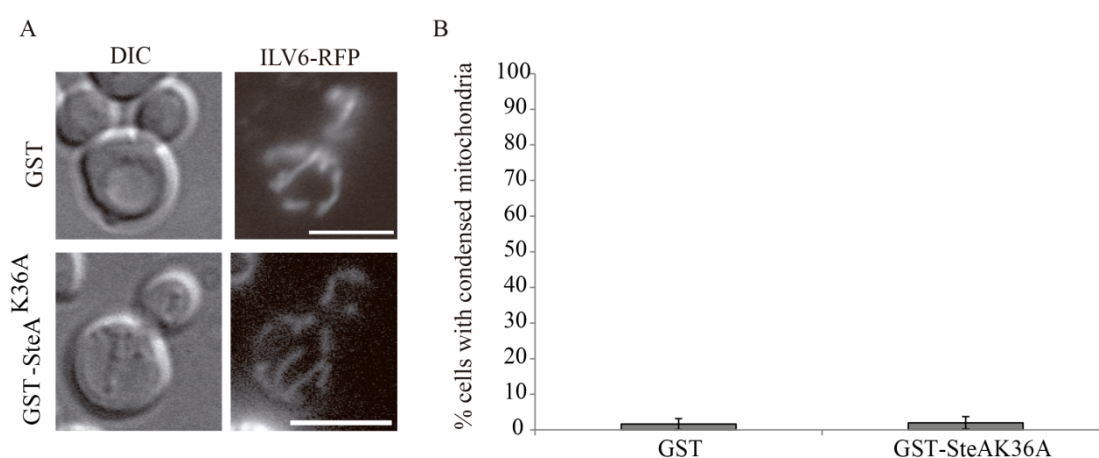 A
DIC
ILV6-RFP
GST
GST-SteA^K36A
B
% cells with condensed mitochondria
100
90
80
70
60
50
40
30
20
10
0
GST
GST-SteAK36A